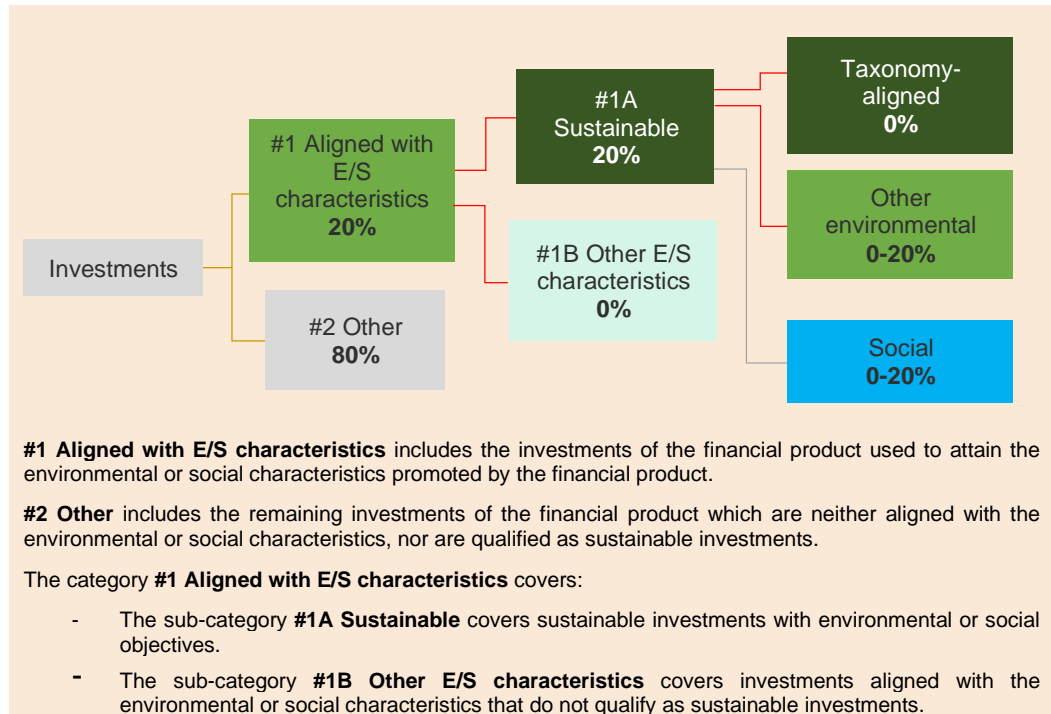 Investments
#1 Aligned with
E/S
characteristics
20%
#2 Other
80%
#1A
Sustainable
20%
#1B Other E/S
characteristics
0%
Taxonomy-
aligned
0%
Other
environmental
0-20%
Social
0-20%
#1 Aligned with E/S characteristics includes the investments of the financial product used to attain the
environmental or social characteristics promoted by the financial product.
#2 Other includes the remaining investments of the financial product which are neither aligned with the
environmental or social characteristics, nor are qualified as sustainable investments.
The category #1 Aligned with E/S characteristics covers:
- The sub-category #1A Sustainable covers sustainable investments with environmental or social
objectives.
- The sub-category #1B Other E/S characteristics covers investments aligned with the
environmental or social characteristics that do not qualify as sustainable investments.